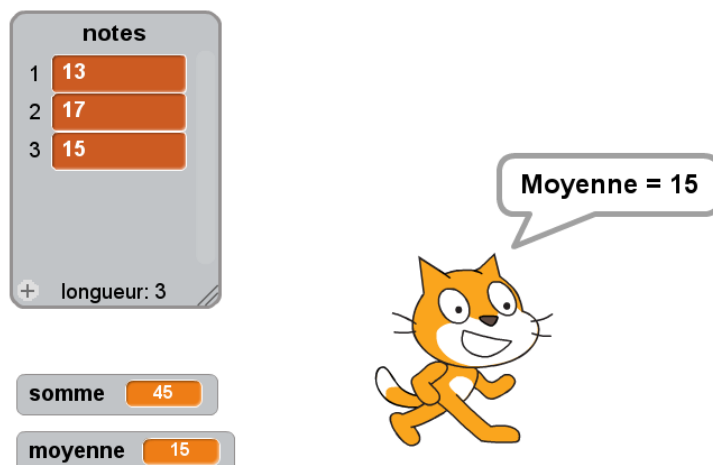 notes
1 13
2 17
3 15
+ longueur: 3
Moyenne = 15
somme 45
moyenne 15